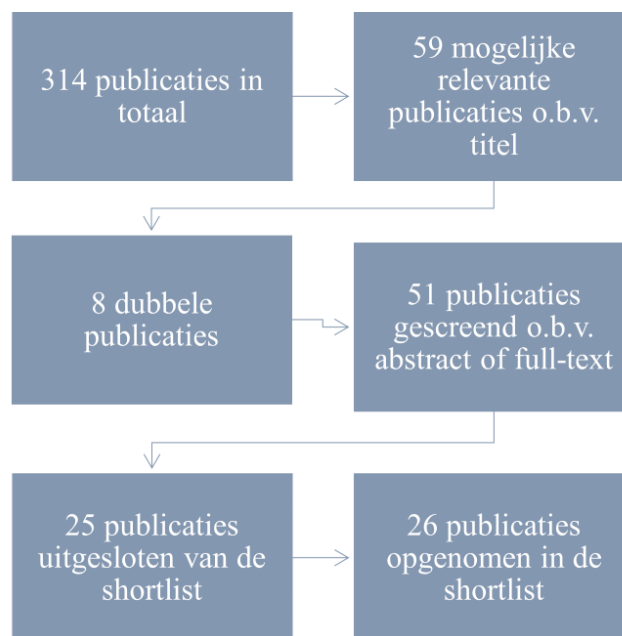 314 publicaties in
totaal
59 mogelijke
relevante
publicaties o.b.v.
titel
8 dubbele
publicaties
51 publicaties
gescreend o.b.v.
abstract of full-text
25 publicaties
uitgesloten van de
shortlist
26 publicaties
opgenomen in de
shortlist